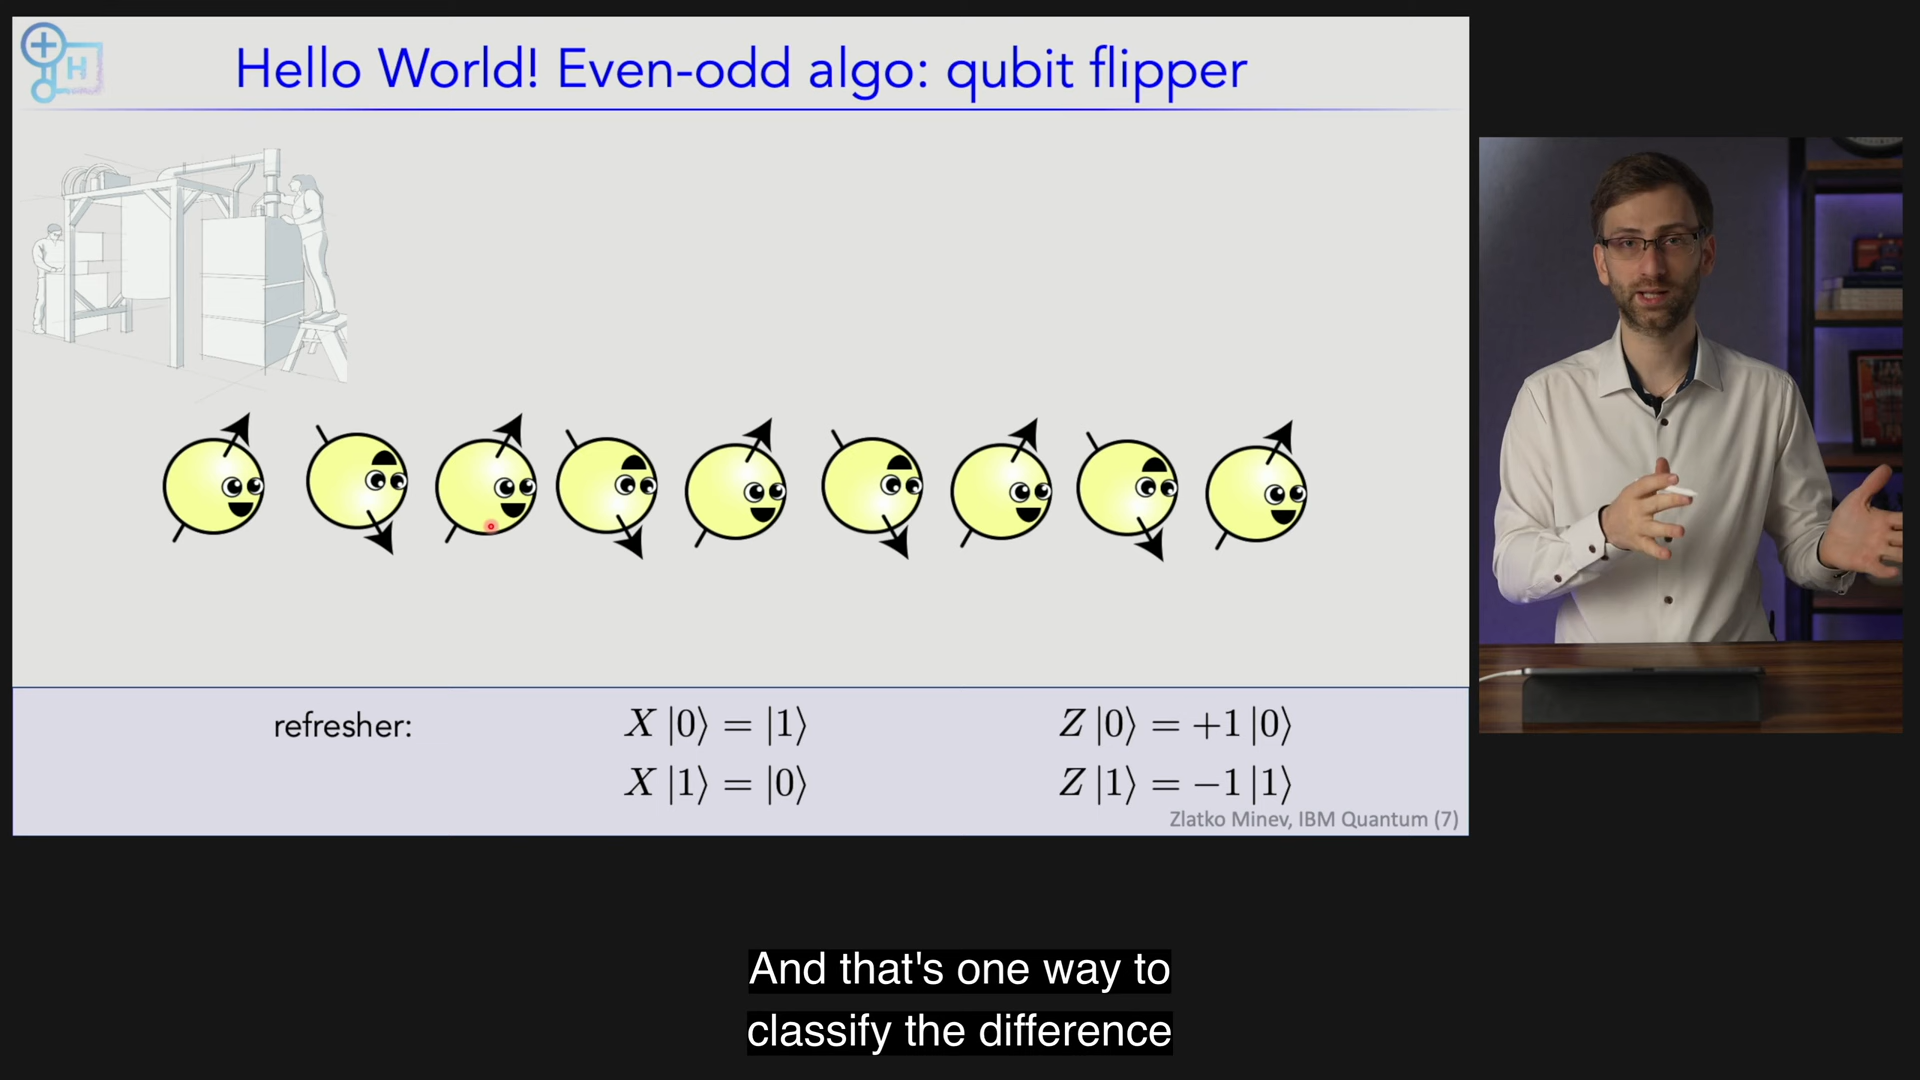 H
Hello World! Even-odd algo: qubit flipper
refresher:
X |0⟩ = |1⟩
Z |0⟩ = +1 |0⟩
X |1⟩ = |0⟩
Z |1⟩ = −1 |1⟩
Zlatko Minev, IBM Quantum (7)
And that's one way to
classify the difference